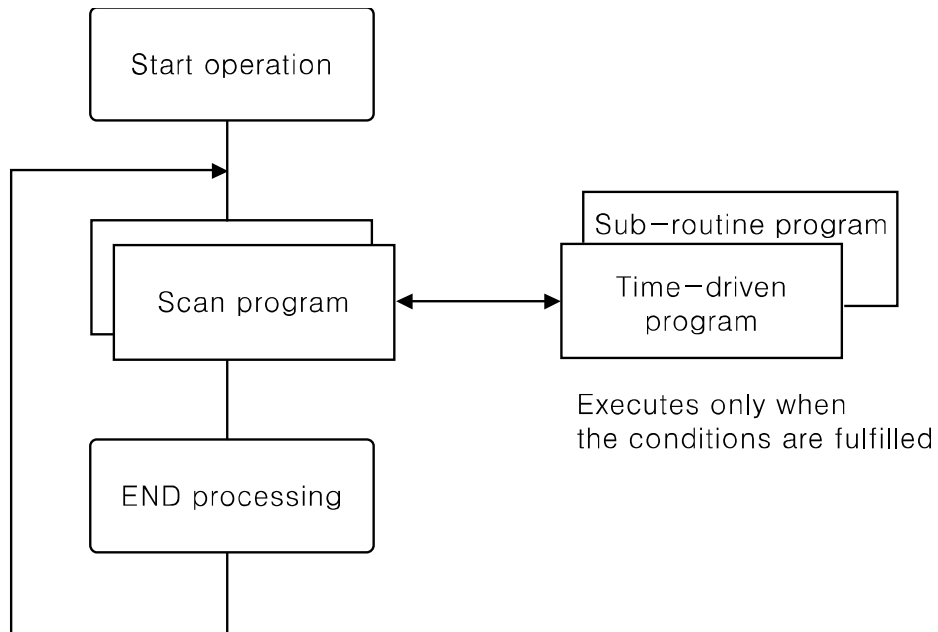 Start operation
Sub-routine program
Scan program
Time-driven
program
Executes only when
the conditions are fulfilled
END processing